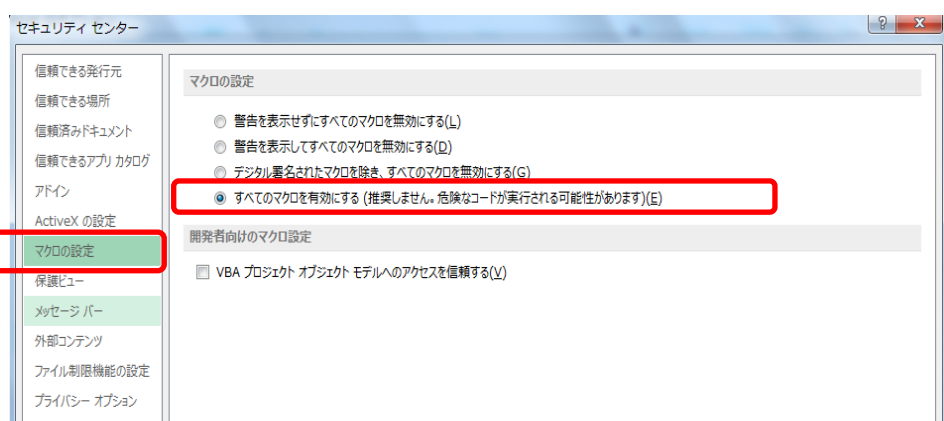 セキュリティ センター
?
X
信頼できる発行元
信頼できる場所
信頼済みドキュメント
信頼できるアプリ カタログ
アドイン
ActiveX の設定
マクロの設定
保護ビュー
メッセージ バー
外部コンテンツ
ファイル制限機能の設定
プライバシー オプション
マクロの設定
警告を表示せずにすべてのマクロを無効にする(L)
警告を表示してすべてのマクロを無効にする(D)
デジタル署名されたマクロを除き、すべてのマクロを無効にする(G)
すべてのマクロを有効にする (推奨しません。危険なコードが実行される可能性があります)(E)
開発者向けのマクロ設定
VBA プロジェクト オブジェクト モデルへのアクセスを信頼する(V)